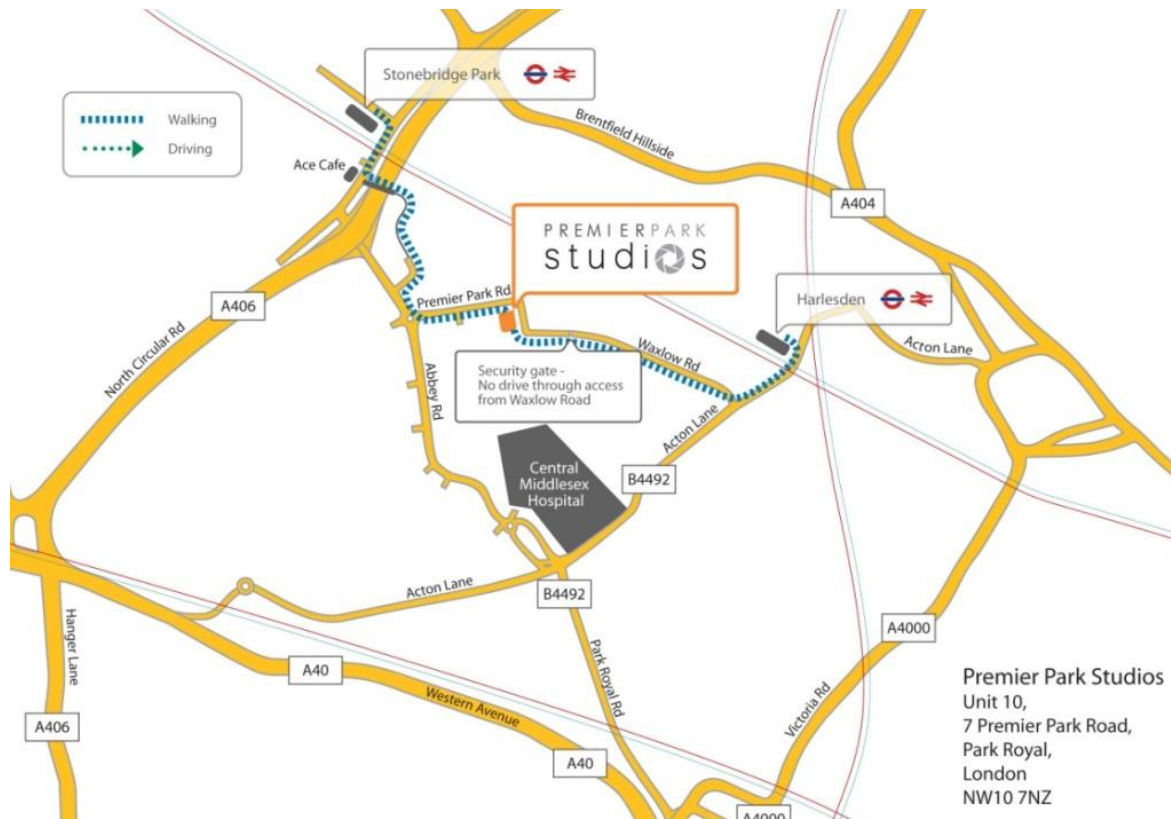 Stonebridge Park
Walking
Driving
Ace Cafe
Brentfield Hillside
A404
PREMIERPARK
studios
Premier Park Rd
Harlesden
A406
North Circular Rd
Waxlow Rd
Acton Lane
Security gate -
No drive through access
from Waxlow Road
Abbey Rd
Acton Lane
Central
Middlesex
Hospital
B4492
Acton Lane
B4492
Hanger Lane
A4000
A40
Park Royal Rd
Western Avenue
Victoria Rd
A406
A40
A4000
Premier Park Studios
Unit 10,
7 Premier Park Road,
Park Royal,
London
NW10 7NZ